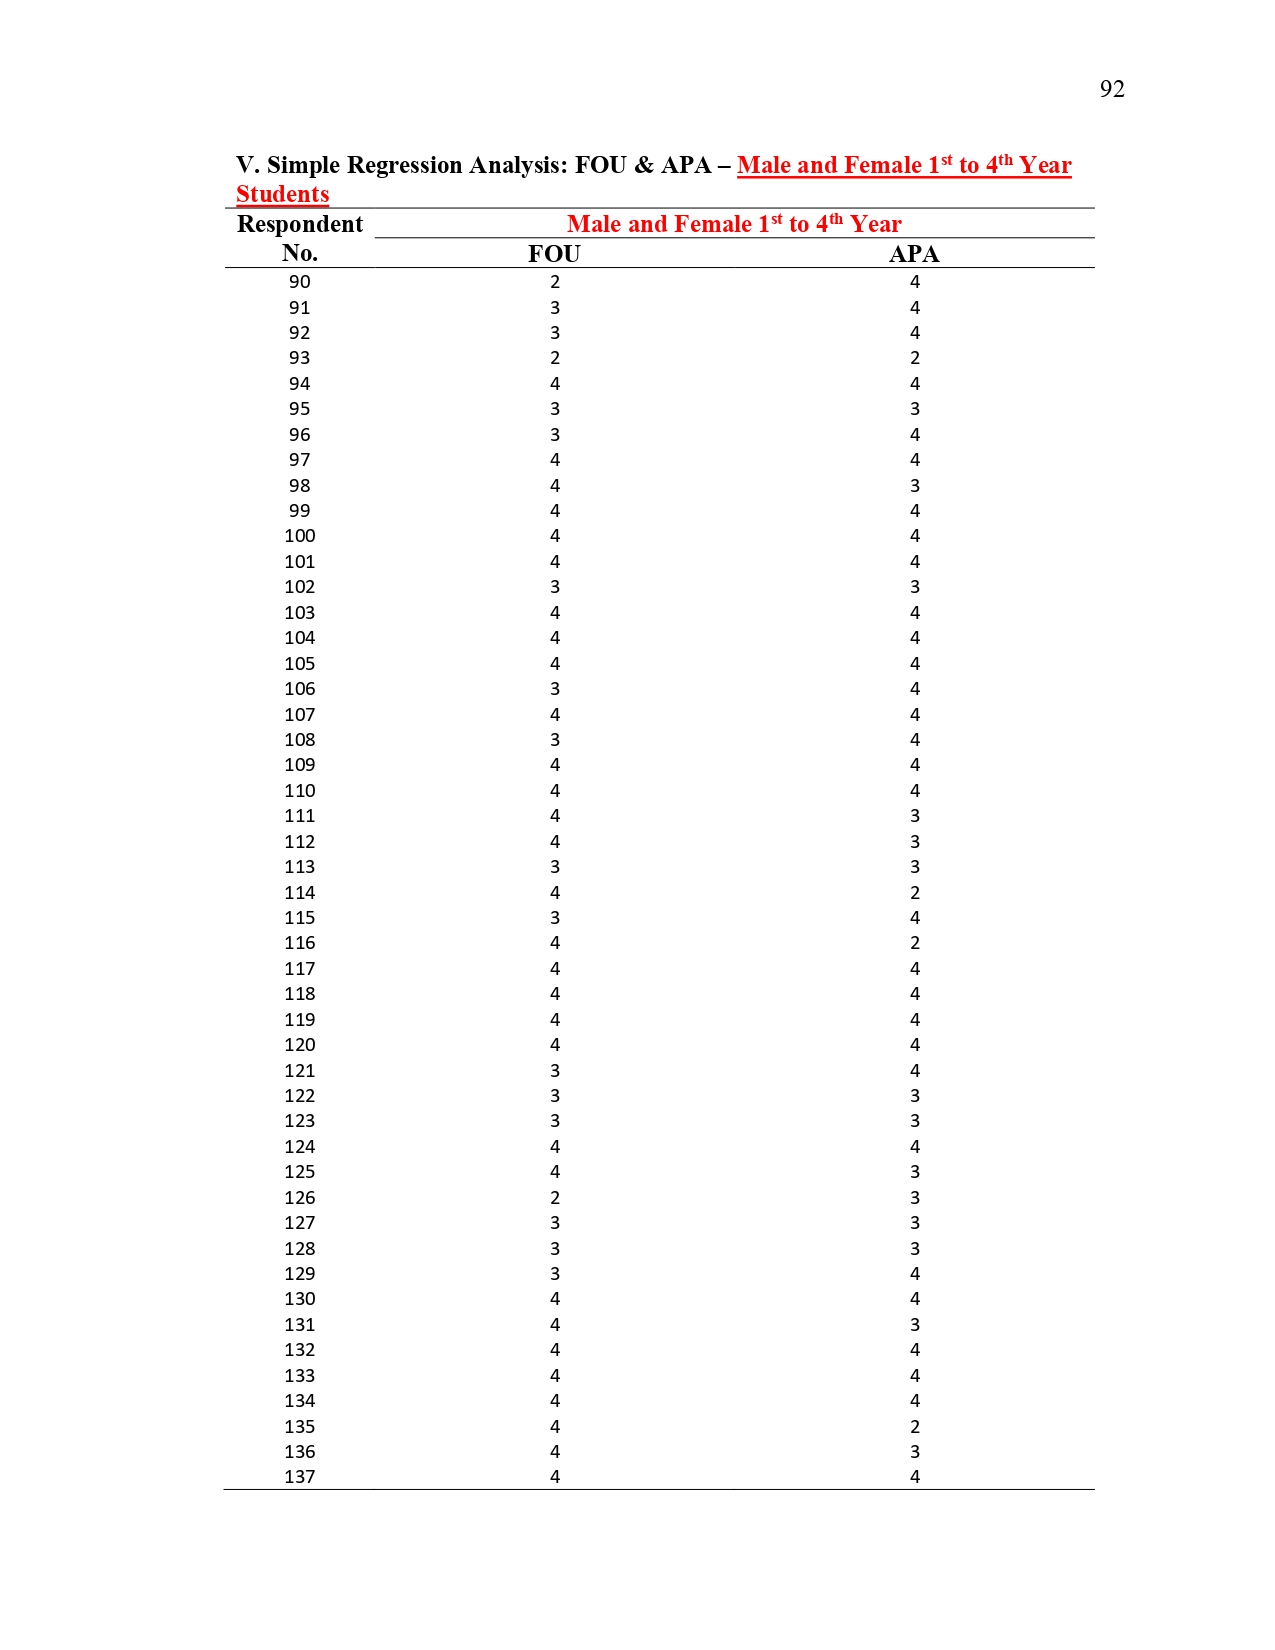 92
V. Simple Regression Analysis: FOU & APA – Male and Female 1st to 4th Year
Students
Respondent No. Male and Female 1st to 4th Year
FOU APA
90 2 4
91 3 4
92 3 4
93 2 2
94 4 4
95 3 3
96 3 4
97 4 4
98 4 3
99 4 4
100 4 4
101 4 4
102 3 3
103 4 4
104 4 4
105 4 4
106 3 4
107 4 4
108 3 4
109 4 4
110 4 4
111 4 3
112 4 3
113 3 3
114 4 2
115 3 4
116 4 2
117 4 4
118 4 4
119 4 4
120 4 4
121 3 4
122 3 3
123 3 3
124 4 4
125 4 3
126 2 3
127 3 3
128 3 3
129 3 4
130 4 4
131 4 3
132 4 4
133 4 4
134 4 4
135 4 2
136 4 3
137 4 4